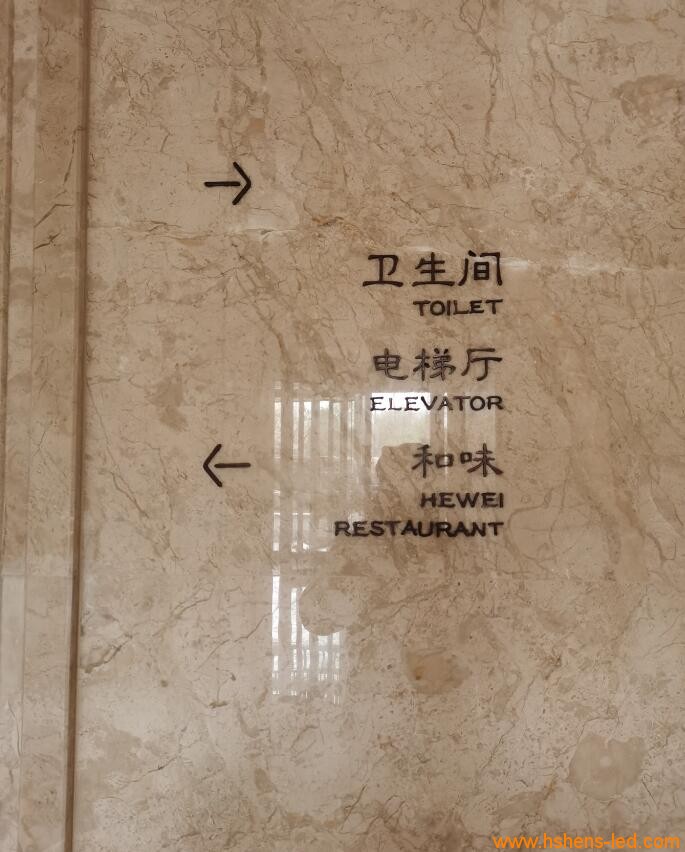 →
卫生间
TOILET
电梯厅
ELEVATOR
←
和味
HEWEI
RESTAURANT
www.hshens-led.com